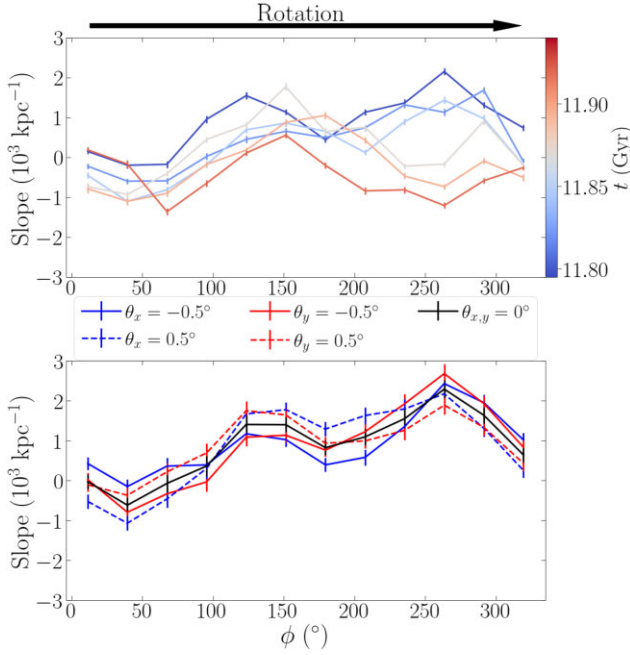 Rotation
3
2
1
0
−1
−2
−3
Slope (10³ kpc⁻¹)
0 50 100 150 200 250 300
11.90
11.85
11.80
t (Gyr)
θx = −0.5° θy = −0.5° θx,y = 0°
θx = 0.5° θy = 0.5°
3
2
1
0
−1
−2
−3
Slope (10³ kpc⁻¹)
0 50 100 150 200 250 300
ϕ (°)